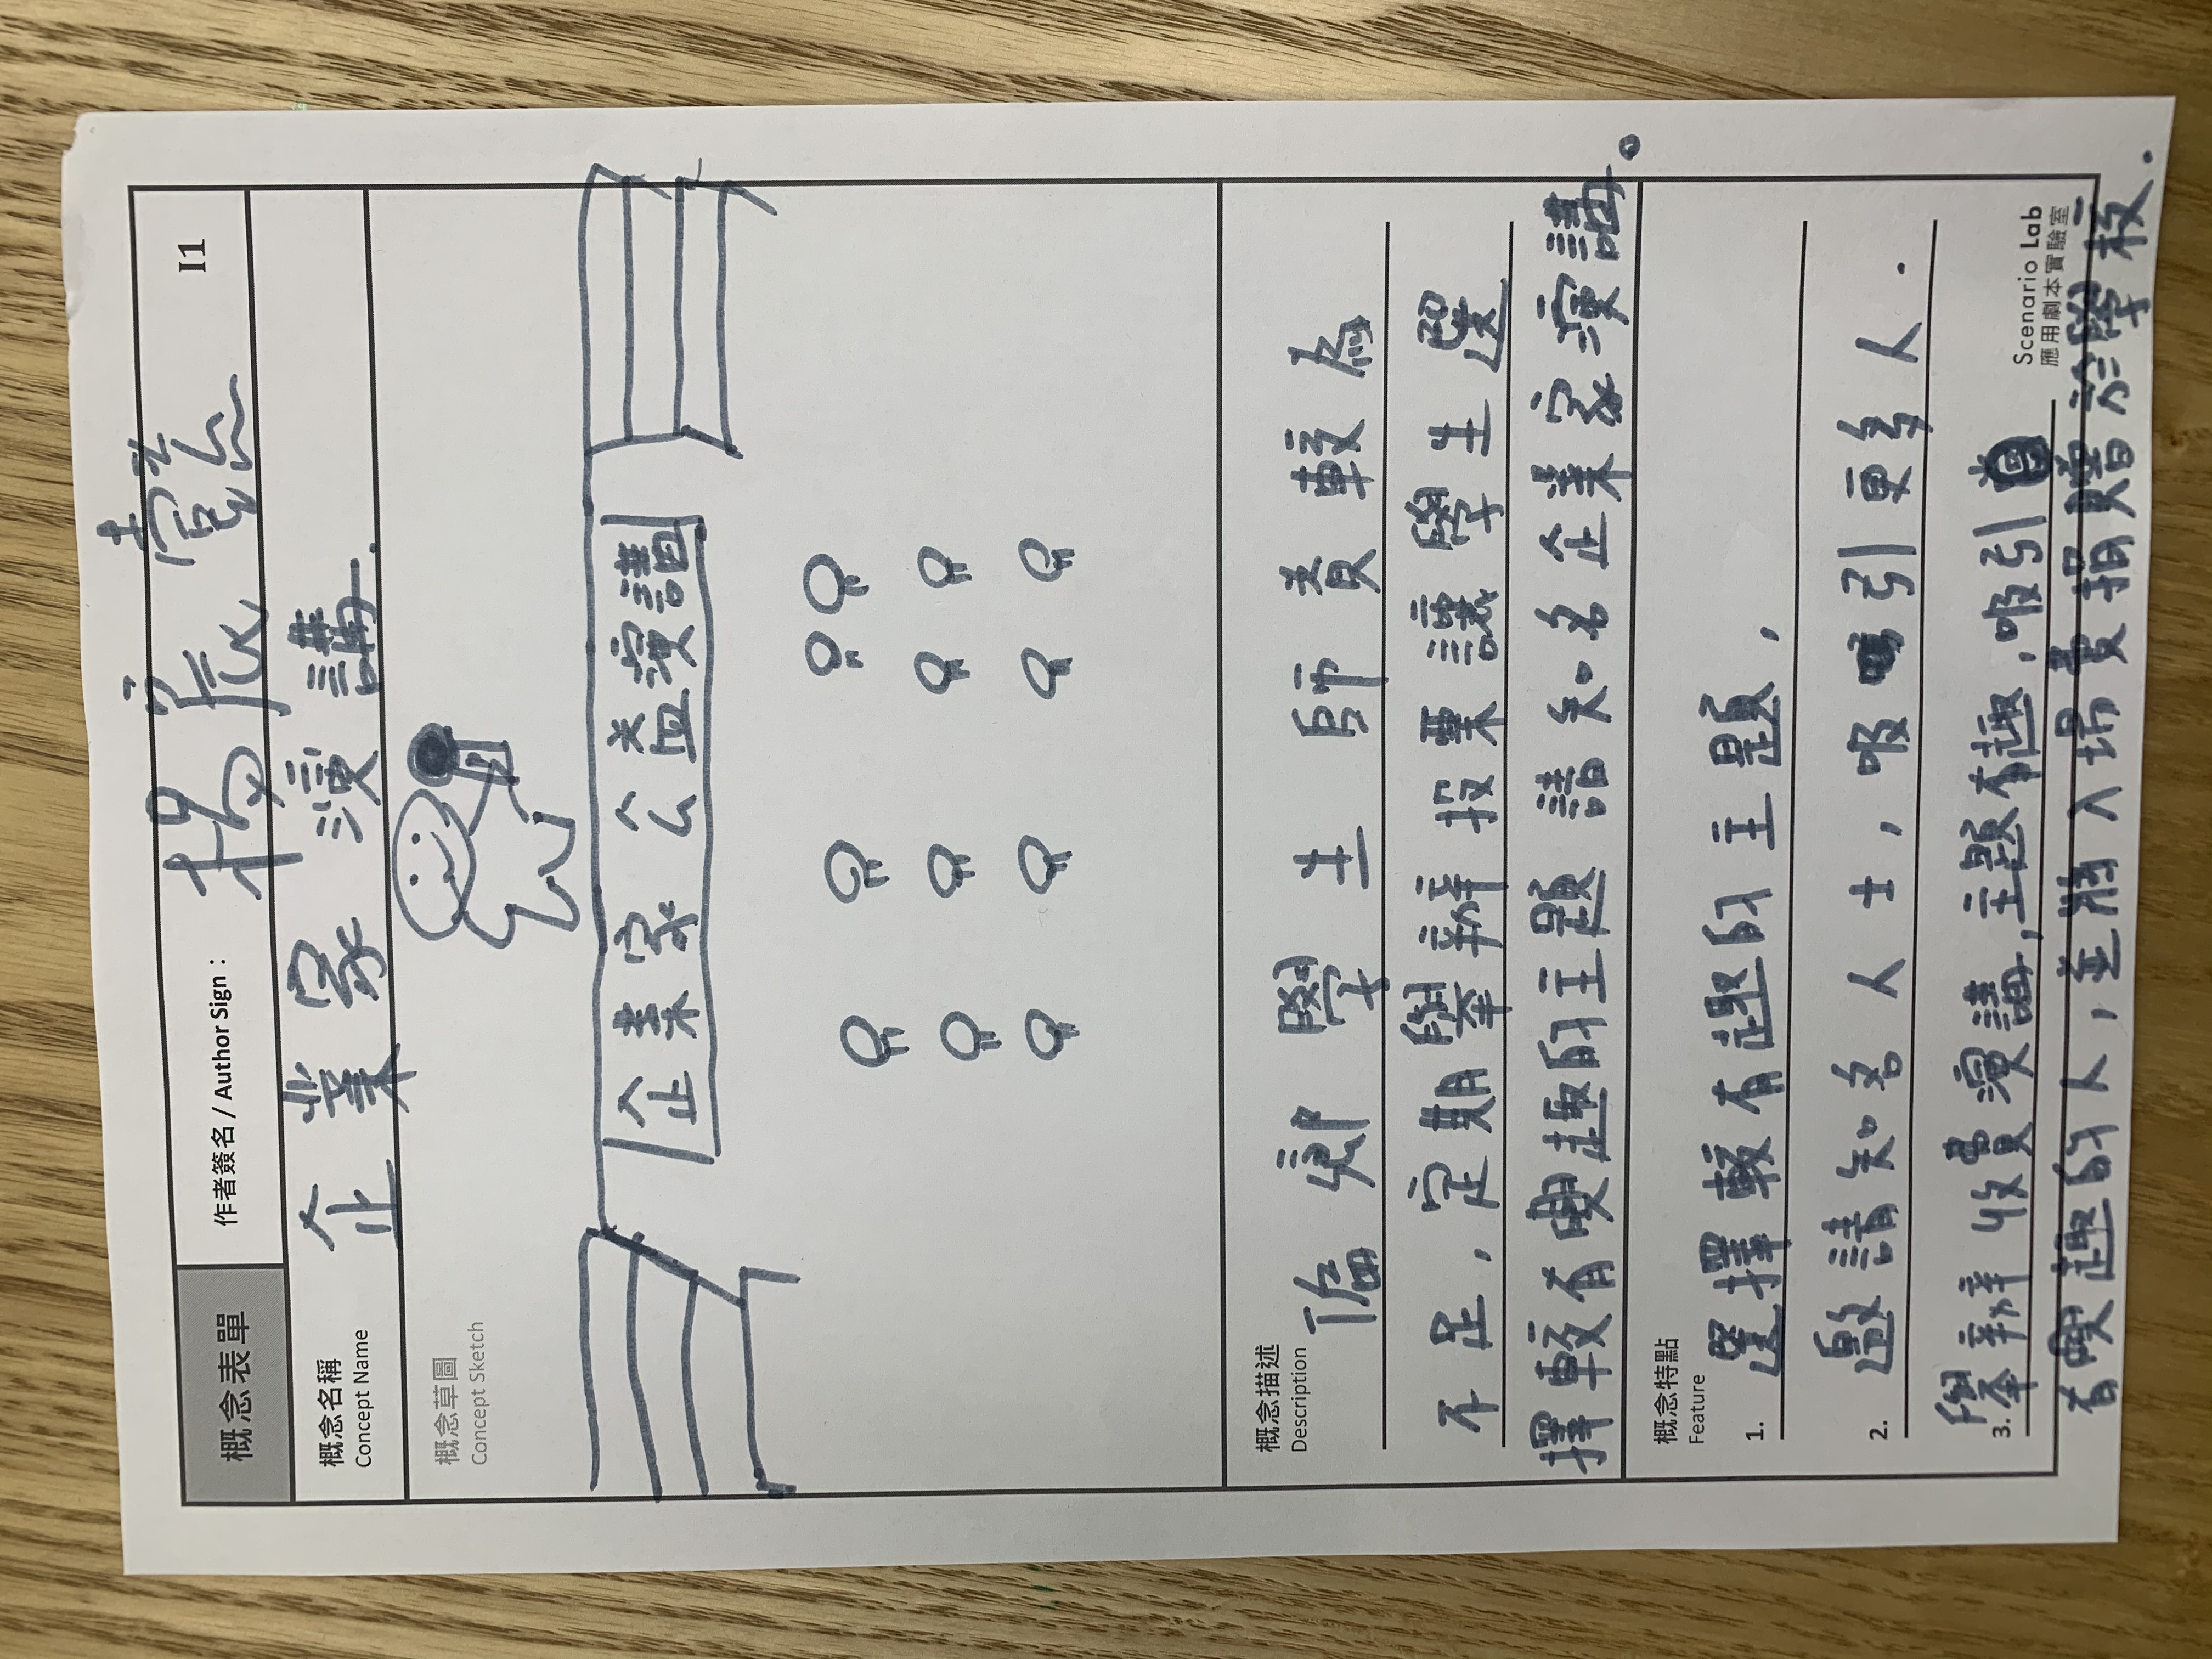 概念表單
作者簽名 / Author Sign： 楊宸懿
I1
概念名稱
Concept Name
企業家演講.
概念草圖
Concept Sketch
企業家公益演講
概念描述
Description
偏鄉學生師資較為
不足,定期舉辦投票讓學生選
擇較有興趣的主題 請知名企業家演講。
概念特點
Feature
1. 選擇較有趣的主題,
2. 邀請知名人士,吸引更多人.
3. 舉辦收費演講,主題有趣,吸引
有興趣的人,並將入場費捐贈於學校.
Scenario Lab
應用劇本實驗室